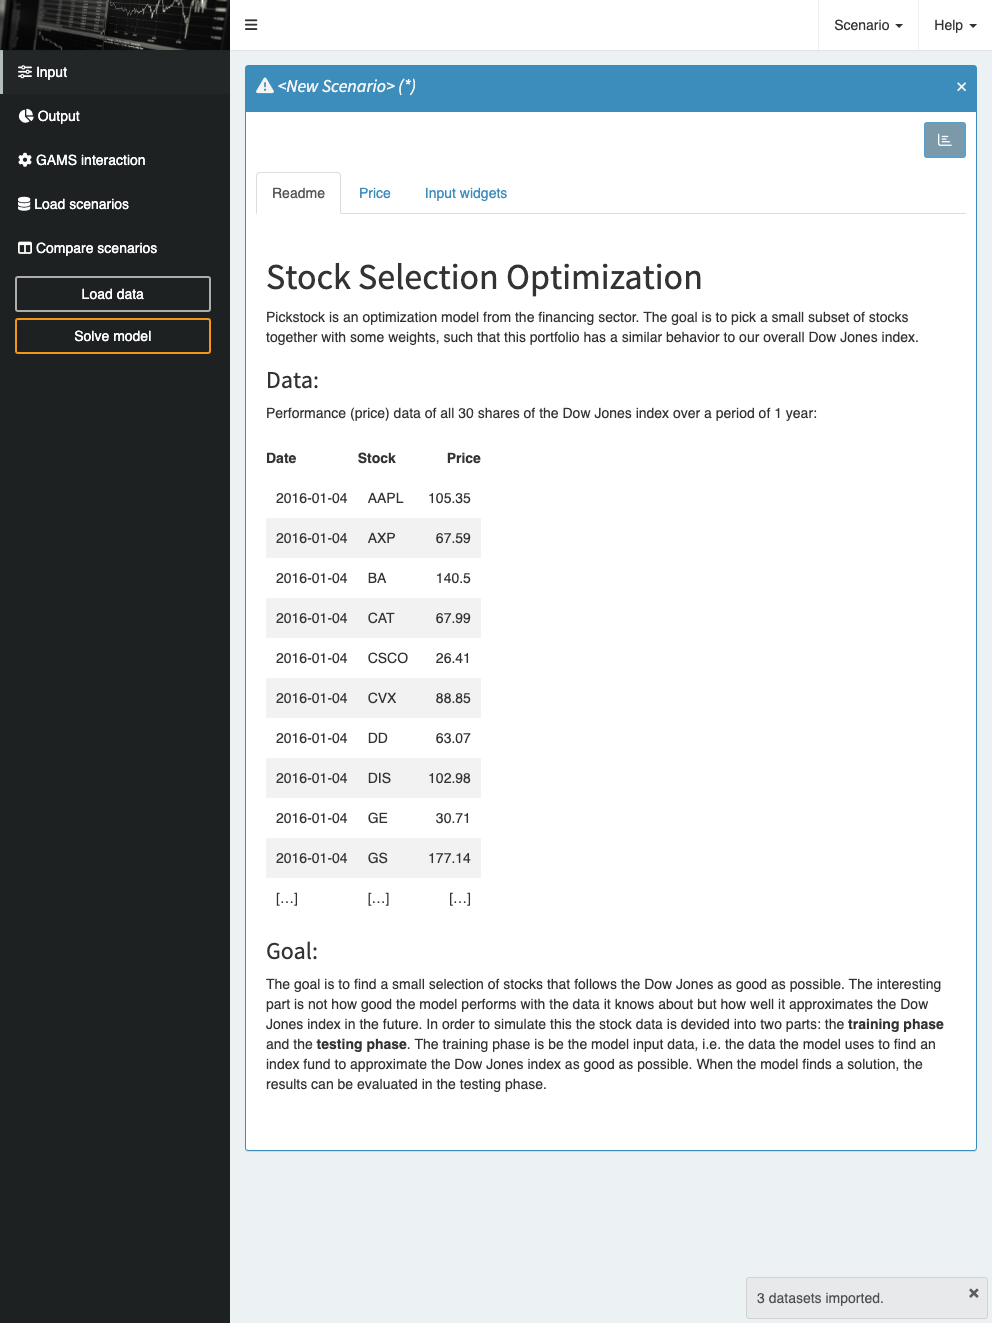 Scenario
Help
Input
Output
GAMS interaction
Load scenarios
Compare scenarios
Load data
Solve model
<New Scenario> (*)
Readme
Price
Input widgets
Stock Selection Optimization
Pickstock is an optimization model from the financing sector. The goal is to pick a small subset of stocks
together with some weights, such that this portfolio has a similar behavior to our overall Dow Jones index.
Data:
Performance (price) data of all 30 shares of the Dow Jones index over a period of 1 year:
Date Stock Price
2016-01-04 AAPL 105.35
2016-01-04 AXP 67.59
2016-01-04 BA 140.5
2016-01-04 CAT 67.99
2016-01-04 CSCO 26.41
2016-01-04 CVX 88.85
2016-01-04 DD 63.07
2016-01-04 DIS 102.98
2016-01-04 GE 30.71
2016-01-04 GS 177.14
[…] […] […]
Goal:
The goal is to find a small selection of stocks that follows the Dow Jones as good as possible. The interesting
part is not how good the model performs with the data it knows about but how well it approximates the Dow
Jones index in the future. In order to simulate this the stock data is devided into two parts: the training phase
and the testing phase. The training phase is be the model input data, i.e. the data the model uses to find an
index fund to approximate the Dow Jones index as good as possible. When the model finds a solution, the
results can be evaluated in the testing phase.
3 datasets imported.